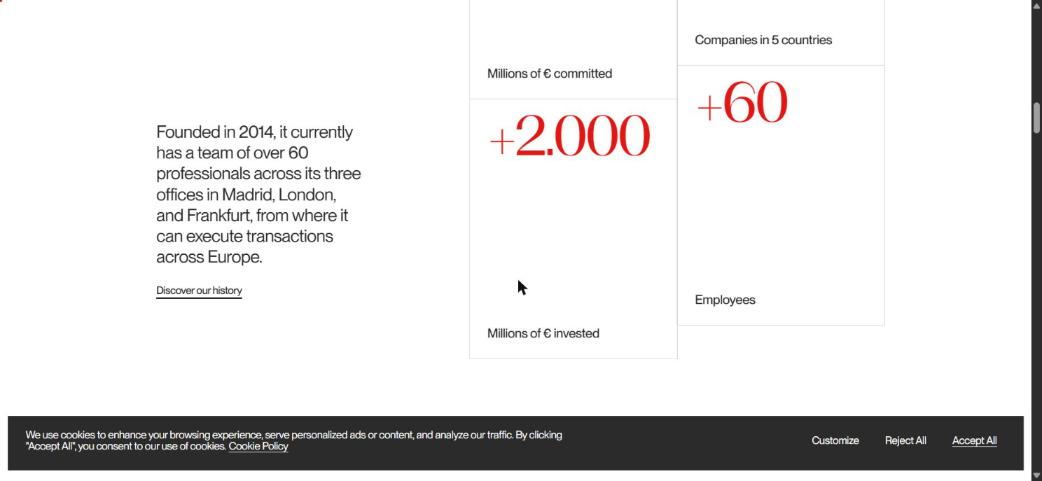 Founded in 2014, it currently
has a team of over 60
professionals across its three
offices in Madrid, London,
and Frankfurt, from where it
can execute transactions
across Europe.
Discover our history
Millions of € committed
+2.000
Millions of € invested
Companies in 5 countries
+60
Employees
We use cookies to enhance your browsing experience, serve personalized ads or content, and analyze our traffic. By clicking
"Accept All", you consent to our use of cookies. Cookie Policy
Customize
Reject All
Accept All